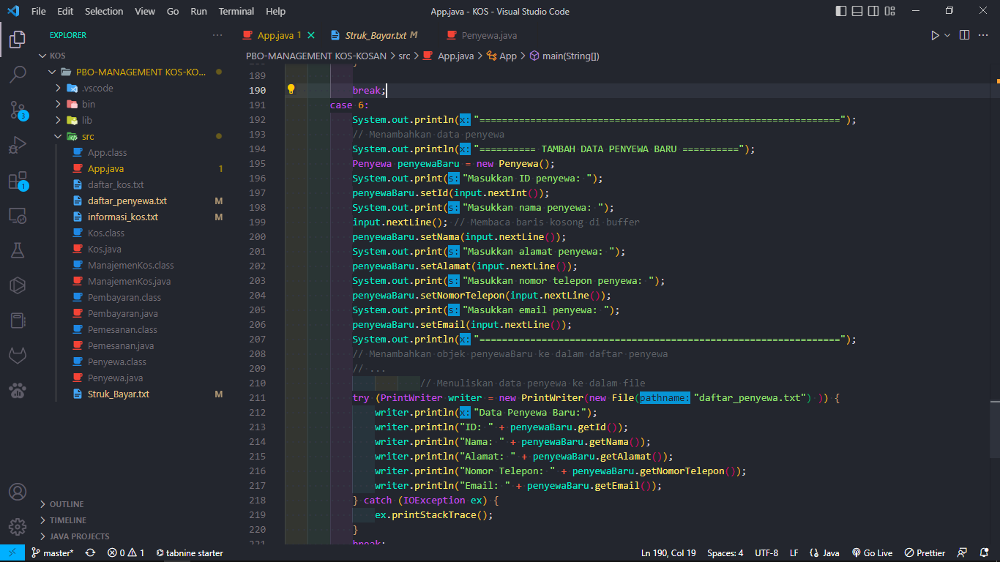 File Edit Selection View Go Run Terminal Help App.java - KOS - Visual Studio Code
EXPLORER
KOS
PBO-MANAGEMENT KOS-KO...
.vscode
bin
lib
src
App.class
App.java 1
daftar_kos.txt
daftar_penyewa.txt M
informasi_kos.txt M
Kos.class
Kos.java
ManajemenKos.class
ManajemenKos.java
Pembayaran.class
Pembayaran.java
Pemesanan.class
Pemesanan.java
Penyewa.class
Penyewa.java
Struk_Bayar.txt M
OUTLINE
TIMELINE
JAVA PROJECTS
3
1
App.java 1 Struk_Bayar.txt M Penyewa.java
PBO-MANAGEMENT KOS-KOSAN > src > App.java > App > main(String[])
189
190 break;
191 case 6:
192 System.out.println(x: "================================================================");
193 // Menambahkan data penyewa
194 System.out.println(x: "========== TAMBAH DATA PENYEWA BARU ==========");
195 Penyewa penyewaBaru = new Penyewa();
196 System.out.print(s: "Masukkan ID penyewa: ");
197 penyewaBaru.setId(input.nextInt());
198 System.out.print(s: "Masukkan nama penyewa: ");
199 input.nextLine(); // Membaca baris kosong di buffer
200 penyewaBaru.setNama(input.nextLine());
201 System.out.print(s: "Masukkan alamat penyewa: ");
202 penyewaBaru.setAlamat(input.nextLine());
203 System.out.print(s: "Masukkan nomor telepon penyewa: ");
204 penyewaBaru.setNomorTelepon(input.nextLine());
205 System.out.print(s: "Masukkan email penyewa: ");
206 penyewaBaru.setEmail(input.nextLine());
207 System.out.println(x: "================================================================");
208 // Menambahkan objek penyewaBaru ke dalam daftar penyewa
209 // ...
210 // Menuliskan data penyewa ke dalam file
211 try (PrintWriter writer = new PrintWriter(new File(pathname: "daftar_penyewa.txt") )) {
212 writer.println(x: "Data Penyewa Baru:");
213 writer.println("ID: " + penyewaBaru.getId());
214 writer.println("Nama: " + penyewaBaru.getNama());
215 writer.println("Alamat: " + penyewaBaru.getAlamat());
216 writer.println("Nomor Telepon: " + penyewaBaru.getNomorTelepon());
217 writer.println("Email: " + penyewaBaru.getEmail());
218 } catch (IOException ex) {
219 ex.printStackTrace();
220 }
221 break;
master* 0 1 tabnine starter Ln 190, Col 19 Spaces: 4 UTF-8 LF {} Java Go Live Prettier